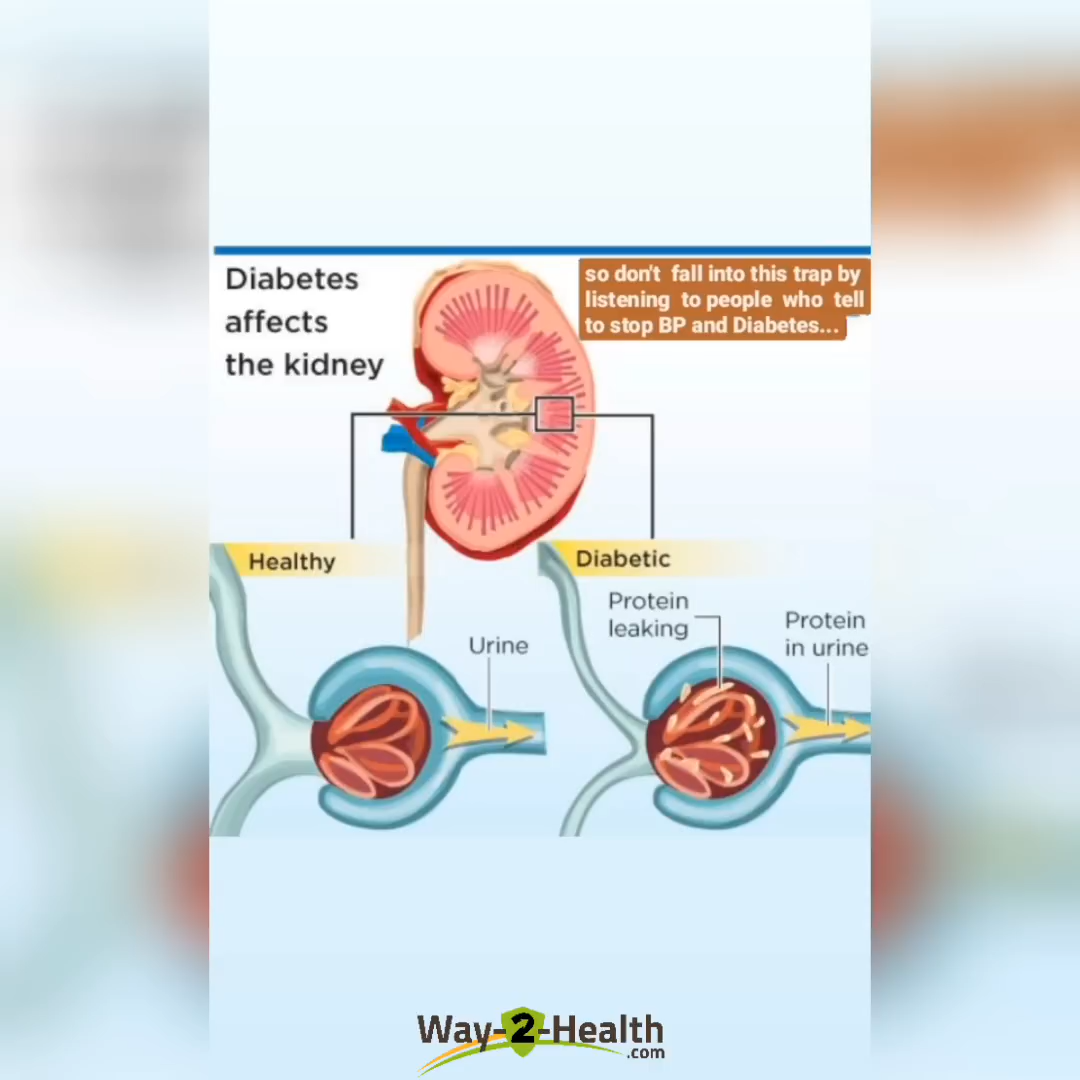 Diabetes
affects
the kidney
so don't fall into this trap by
listening to people who tell
to stop BP and Diabetes...
Healthy
Diabetic
Urine
Protein
leaking
Protein
in urine
Way-2-Health
.com